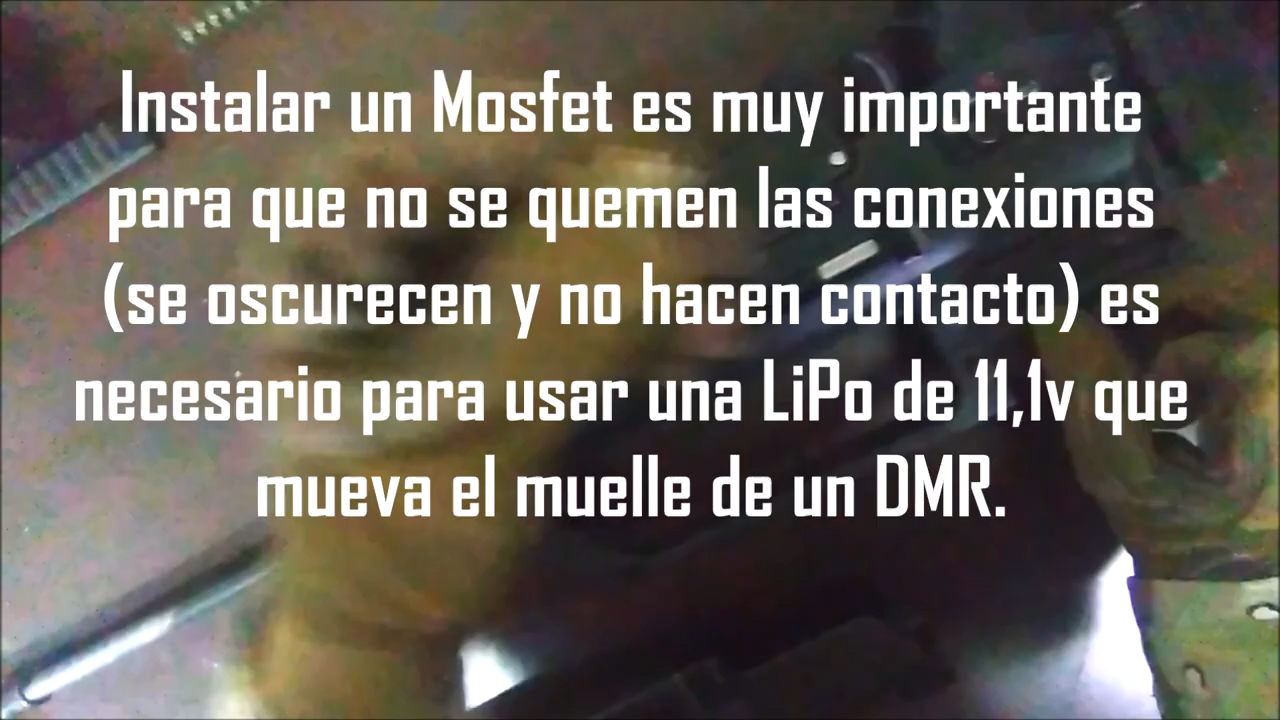 Instalar un Mosfet es muy importante
para que no se quemen las conexiones
(se oscurecen y no hacen contacto) es
necesario para usar una LiPo de 11,1v que
mueva el muelle de un DMR.